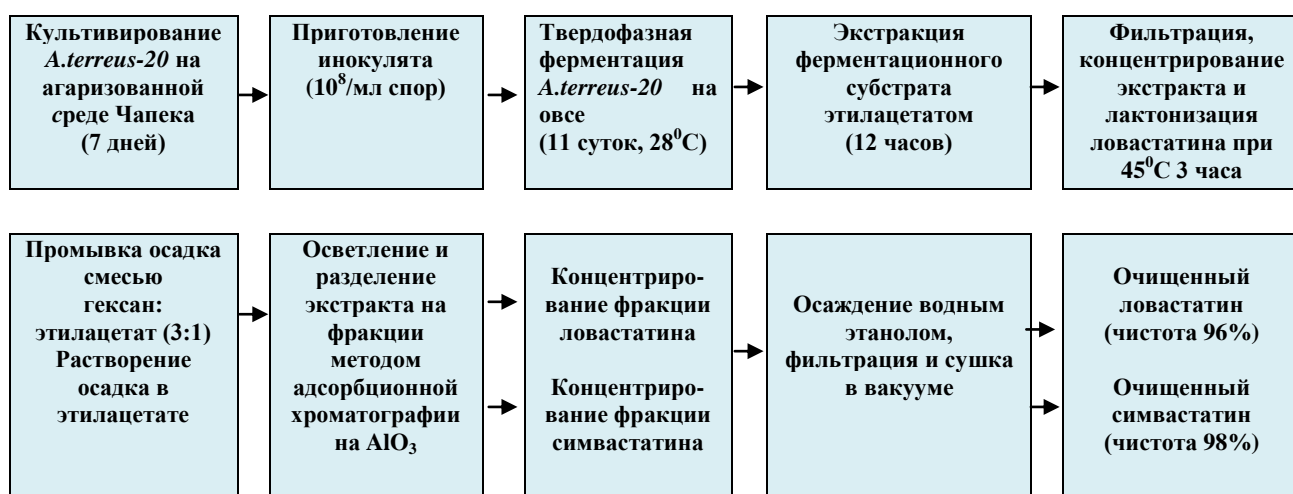 Культивирование
A.terreus-20 на
агаризованной
среде Чапека
(7 дней)
Приготовление
инокулята
(10⁸/мл спор)
Твердофазная
ферментация
A.terreus-20 на
овсе
(11 суток, 28⁰С)
Экстракция
ферментационного
субстрата
этилацетатом
(12 часов)
Фильтрация,
концентрирование
экстракта и
лактонизация
ловастатина при
45⁰С 3 часа
Промывка осадка
смесью
гексан:
этилацетат (3:1)
Растворение
осадка в
этилацетате
Осветление и
разделение
экстракта на
фракции
методом
адсорбционной
хроматографии
на AlO₃
Концентриро-
вание фракции
ловастатина
Концентриро-
вание фракции
симвастатина
Осаждение водным
этанолом,
фильтрация и сушка
в вакууме
Очищенный
ловастатин
(чистота 96%)
Очищенный
симвастатин
(чистота 98%)